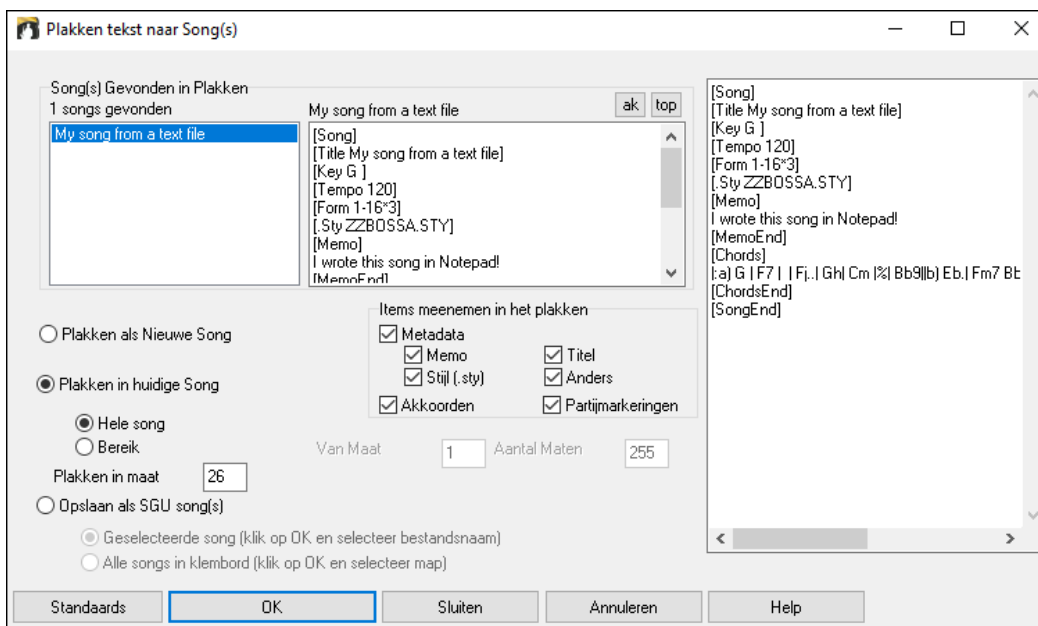 Plakken tekst naar Song(s)
Song(s) Gevonden in Plakken
1 songs gevonden
My song from a text file
ak top
My song from a text file
[Song]
[Title My song from a text file]
[Key G ]
[Tempo 120]
[Form 1-16*3]
[.Sty ZZBOSSA.STY]
[Memo]
I wrote this song in Notepad!
[MemoEnd]
[Song]
[Title My song from a text file]
[Key G ]
[Tempo 120]
[Form 1-16*3]
[.Sty ZZBOSSA.STY]
[Memo]
I wrote this song in Notepad!
[MemoEnd]
[Chords]
|:a) G | F7 | | Fj..| Gh| Cm |%| Bb9||b) Eb.| Fm7 Bb
[ChordsEnd]
[SongEnd]
Plakken als Nieuwe Song
Plakken in huidige Song
Hele song
Bereik
Plakken in maat 26
Items meenemen in het plakken
Metadata
Memo Titel
Stijl (.sty) Anders
Akkoorden Partijmarkeringen
Van Maat 1 Aantal Maten 255
Opslaan als SGU song(s)
Geselecteerde song (klik op OK en selecteer bestandsnaam)
Alle songs in klembord (klik op OK en selecteer map)
Standaards OK Sluiten Annuleren Help